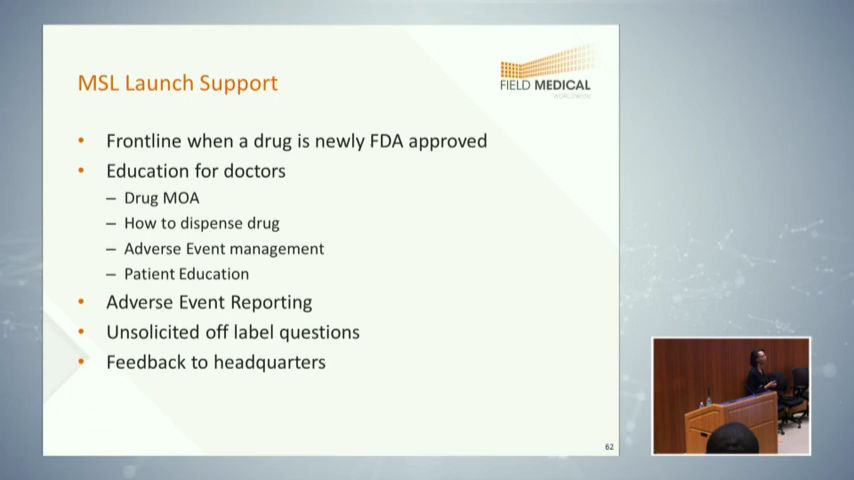 MSL Launch Support
FIELD MEDICAL
WORLDWIDE
• Frontline when a drug is newly FDA approved
• Education for doctors
– Drug MOA
– How to dispense drug
– Adverse Event management
– Patient Education
• Adverse Event Reporting
• Unsolicited off label questions
• Feedback to headquarters
62